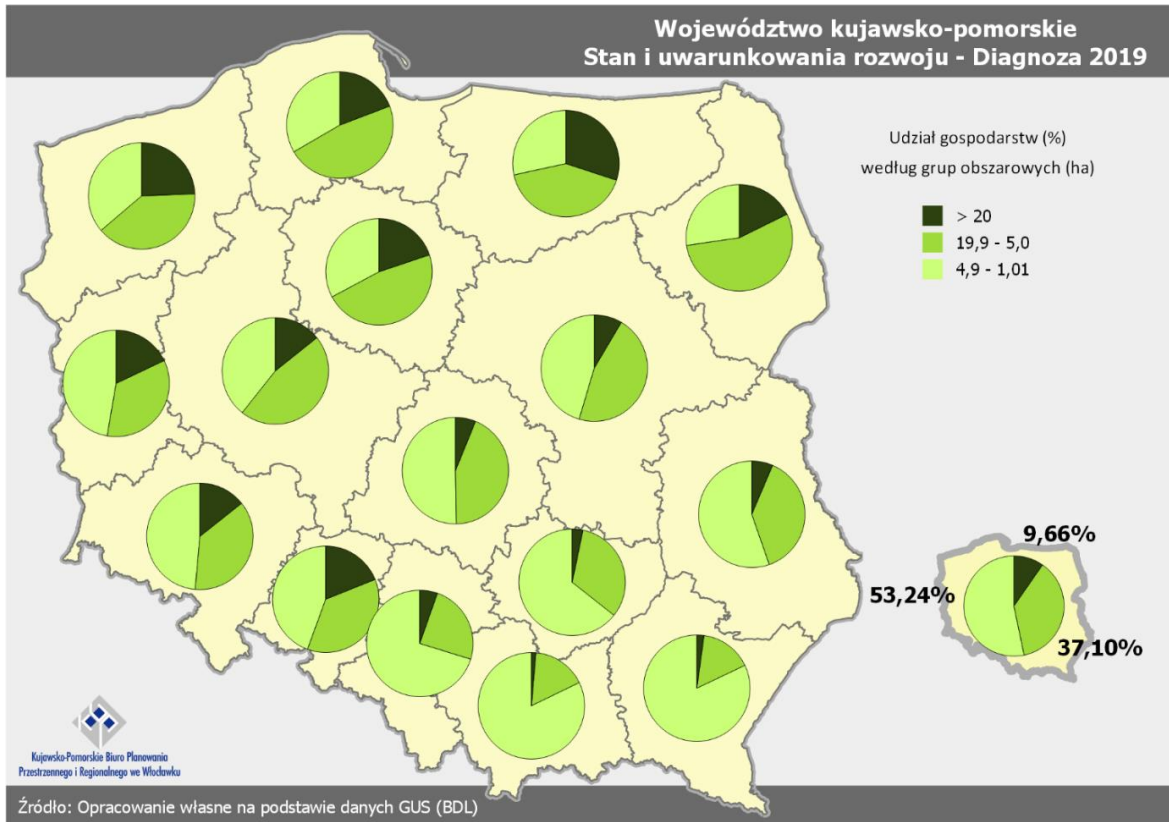 Województwo kujawsko-pomorskie
Stan i uwarunkowania rozwoju - Diagnoza 2019
Udział gospodarstw (%)
według grup obszarowych (ha)
> 20
19,9 - 5,0
4,9 - 1,01
9,66%
53,24%
37,10%
Kujawsko-Pomorskie Biuro Planowania
Przestrzennego i Regionalnego we Włocławku
Źródło: Opracowanie własne na podstawie danych GUS (BDL)